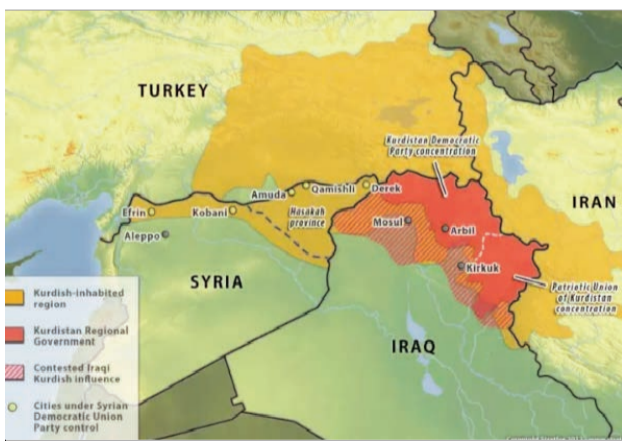 TURKEY
Kurdistan Democratic
Party concentration
IRAN
Amuda
Qamishli
Derek
Efrin
Kobani
Hasakah
province
Mosul
Arbil
Aleppo
Kirkuk
SYRIA
Patriotic Union
of Kurdistan
concentration
IRAQ
Kurdish-inhabited
region
Kurdistan Regional
Government
Contested Iraqi
Kurdish influence
Cities under Syrian
Democratic Union
Party control